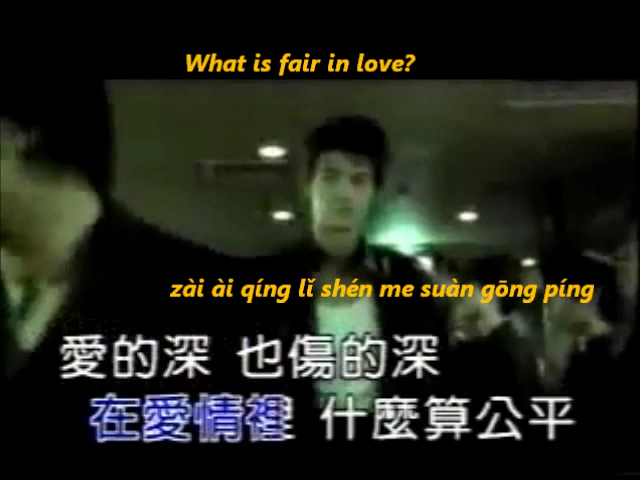 What is fair in love?
zài ài qíng lǐ shén me suàn gōng píng
愛的深 也傷的深
在愛情裡 什麼算公平